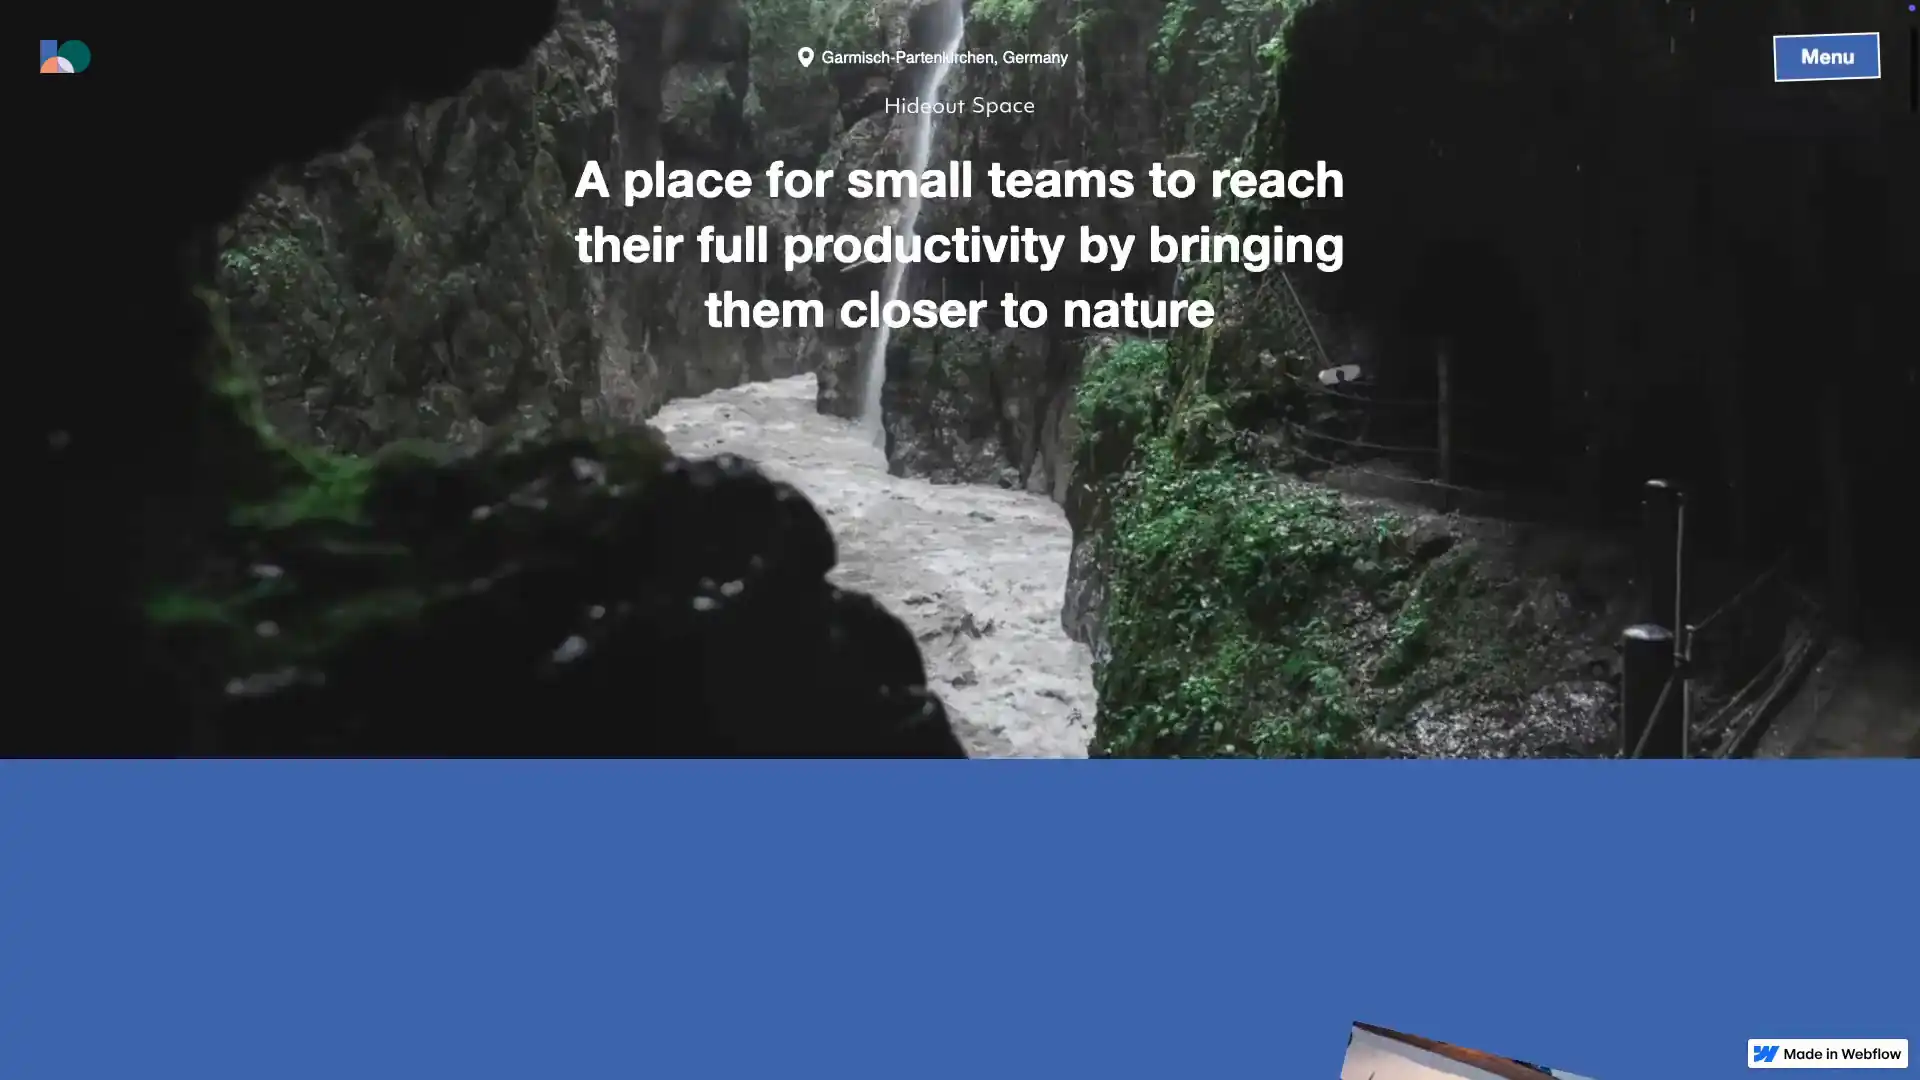 Garmisch-Partenkirchen, Germany
Menu
Hideout Space
A place for small teams to reach
their full productivity by bringing
them closer to nature
Made in Webflow